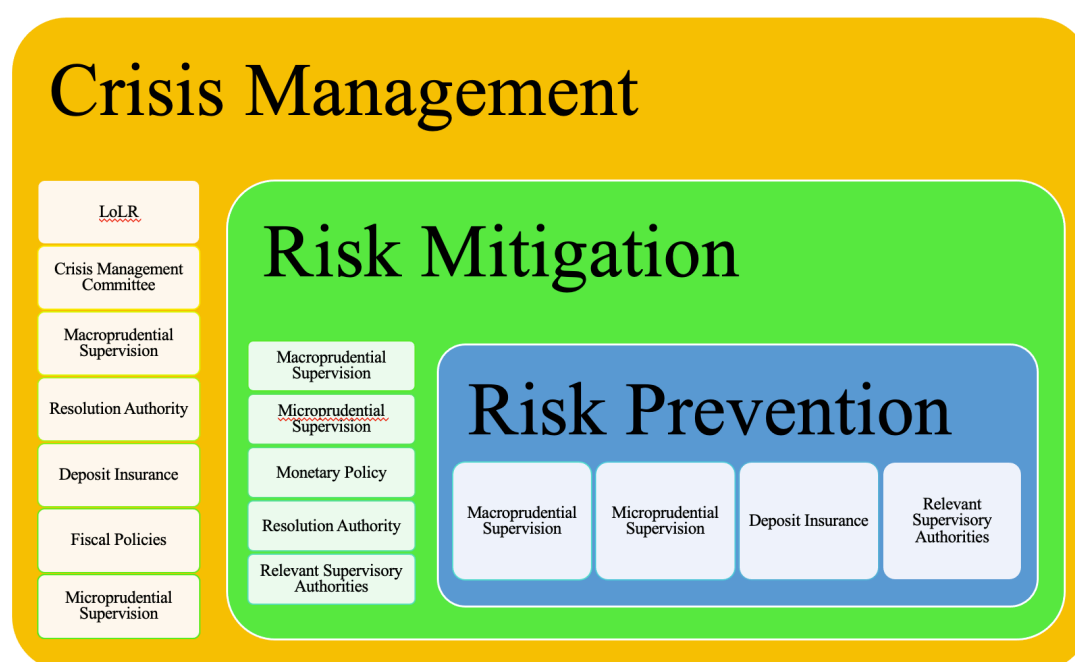 Crisis Management
LoLR
Crisis Management
Committee
Macroprudential
Supervision
Resolution Authority
Deposit Insurance
Fiscal Policies
Microprudential
Supervision
Risk Mitigation
Macroprudential
Supervision
Microprudential
Supervision
Monetary Policy
Resolution Authority
Relevant Supervisory
Authorities
Risk Prevention
Macroprudential
Supervision
Microprudential
Supervision
Deposit Insurance
Relevant
Supervisory
Authorities